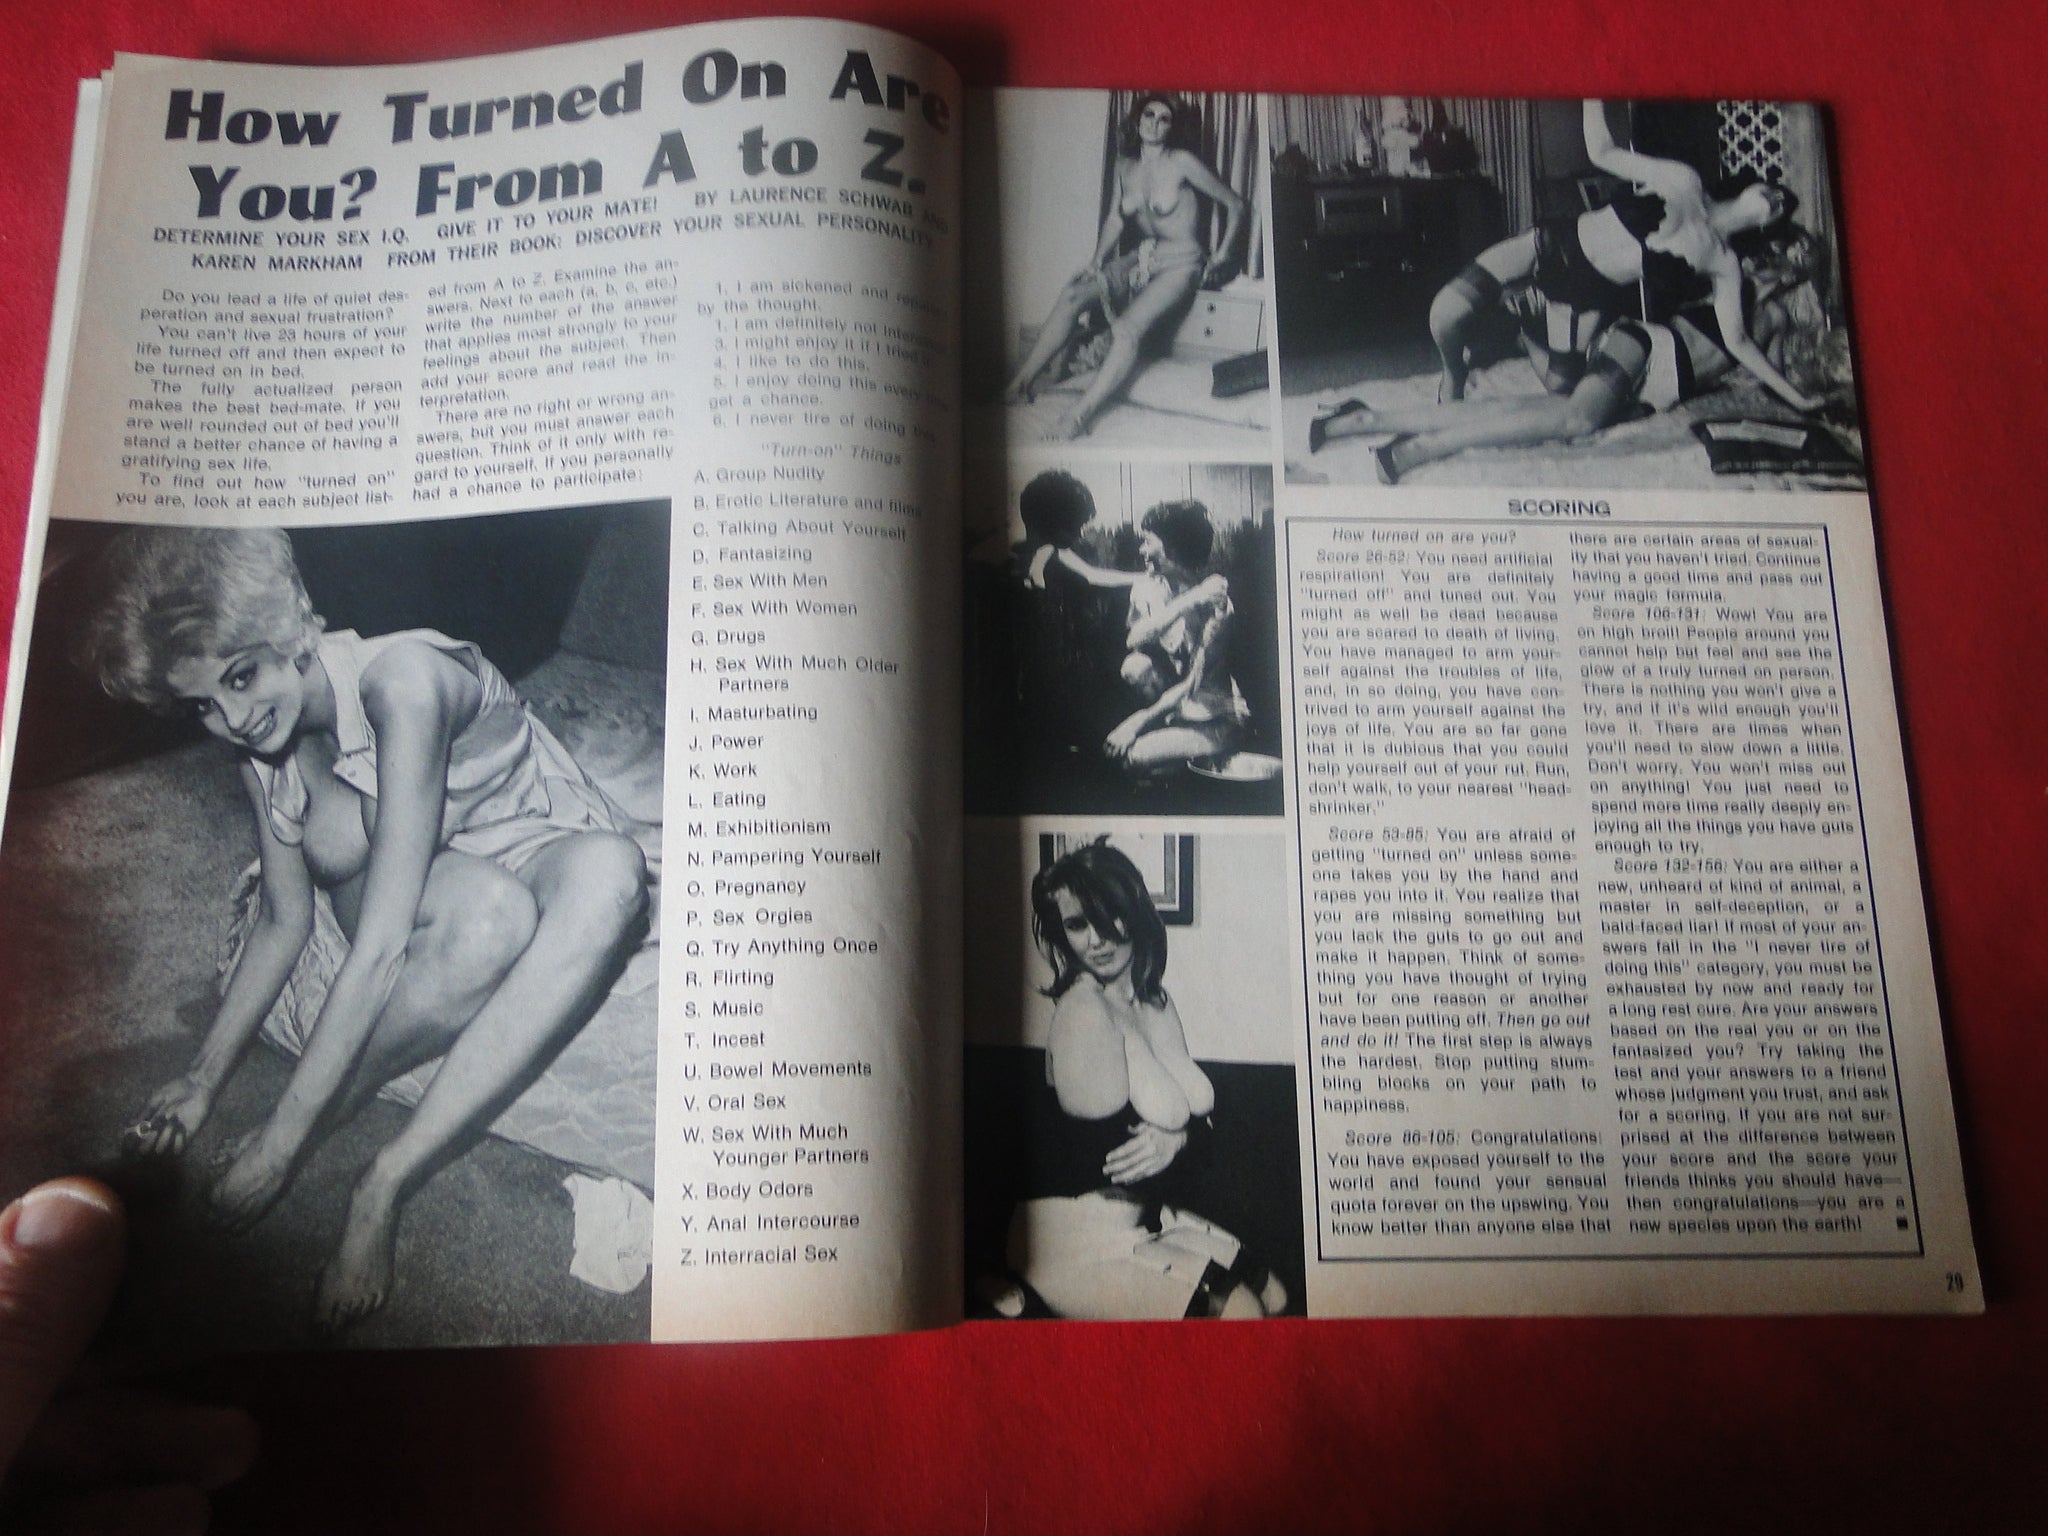 How Turned On Are
You? From A to Z.
DETERMINE YOUR SEX I.Q. GIVE IT TO YOUR MATE! BY LAURENCE SCHWAB AND
KAREN MARKHAM FROM THEIR BOOK: DISCOVER YOUR SEXUAL PERSONALITY
Do you lead a life of quiet des-
peration and sexual frustration?
You can't live 23 hours of your
life turned off and then expect to
be turned on in bed.
The fully actualized person
makes the best bed-mate. If you
are well rounded out of bed you'll
stand a better chance of having a
gratifying sex life.
To find out how "turned on"
you are, look at each subject list-
ed from A to Z. Examine the an-
swers. Next to each (a, b, c, etc.)
write the number of the answer
that applies most strongly to your
feelings about the subject. Then
add your score and read the in-
terpretation.
There are no right or wrong an-
swers, but you must answer each
question. Think of it only with re-
gard to yourself. If you personally
had a chance to participate:
1. I am sickened and
by the thought.
1. I am definitely not
3. I might enjoy it if I tried
4. I like to do this.
5. I enjoy doing this every
get a chance.
6. I never tire of doing
"Turn-on" Things
A. Group Nudity
B. Erotic Literature and films
C. Talking About Yourself
D. Fantasizing
E. Sex With Men
F. Sex With Women
G. Drugs
H. Sex With Much Older
Partners
I. Masturbating
J. Power
K. Work
L. Eating
M. Exhibitionism
N. Pampering Yourself
O. Pregnancy
P. Sex Orgies
Q. Try Anything Once
R. Flirting
S. Music
T. Incest
U. Bowel Movements
V. Oral Sex
W. Sex With Much
Younger Partners
X. Body Odors
Y. Anal Intercourse
Z. Interracial Sex
SCORING
How turned on are you?
Score 26-52: You need artificial
respiration! You are definitely
"turned off" and tuned out. You
might as well be dead because
you are scared to death of living.
You have managed to arm your-
self against the troubles of life,
and, in so doing, you have con-
trived to arm yourself against the
joys of life. You are so far gone
that it is dubious that you could
help yourself out of your rut. Run,
don't walk, to your nearest "head-
shrinker."
Score 53-85: You are afraid of
getting "turned on" unless some-
one takes you by the hand and
rapes you into it. You realize that
you are missing something but
you lack the guts to go out and
make it happen. Think of some-
thing you have thought of trying
but for one reason or another
have been putting off. Then go out
and do it! The first step is always
the hardest. Stop putting stum-
bling blocks on your path to
happiness.
Score 86-105: Congratulations!
You have exposed yourself to the
world and found your sensual
quota forever on the upswing. You
know better than anyone else that
there are certain areas of sexual-
ity that you haven't tried. Continue
having a good time and pass out
your magic formula.
Score 106-131: Wow! You are
on high broil! People around you
cannot help but feel and see the
glow of a truly turned on person.
There is nothing you won't give a
try, and if it's wild enough you'll
love it. There are times when
you'll need to slow down a little.
Don't worry. You won't miss out
on anything! You just need to
spend more time really deeply en-
joying all the things you have guts
enough to try.
Score 132-156: You are either a
new, unheard of kind of animal, a
master in self-deception, or a
bald-faced liar! If most of your an-
swers fall in the "I never tire of
doing this" category, you must be
exhausted by now and ready for
a long rest cure. Are your answers
based on the real you or on the
fantasized you? Try taking the
test and your answers to a friend
whose judgment you trust, and ask
for a scoring. If you are not sur-
prised at the difference between
your score and the score your
friends thinks you should have—
then congratulations—you are a
new species upon the earth! ■
29